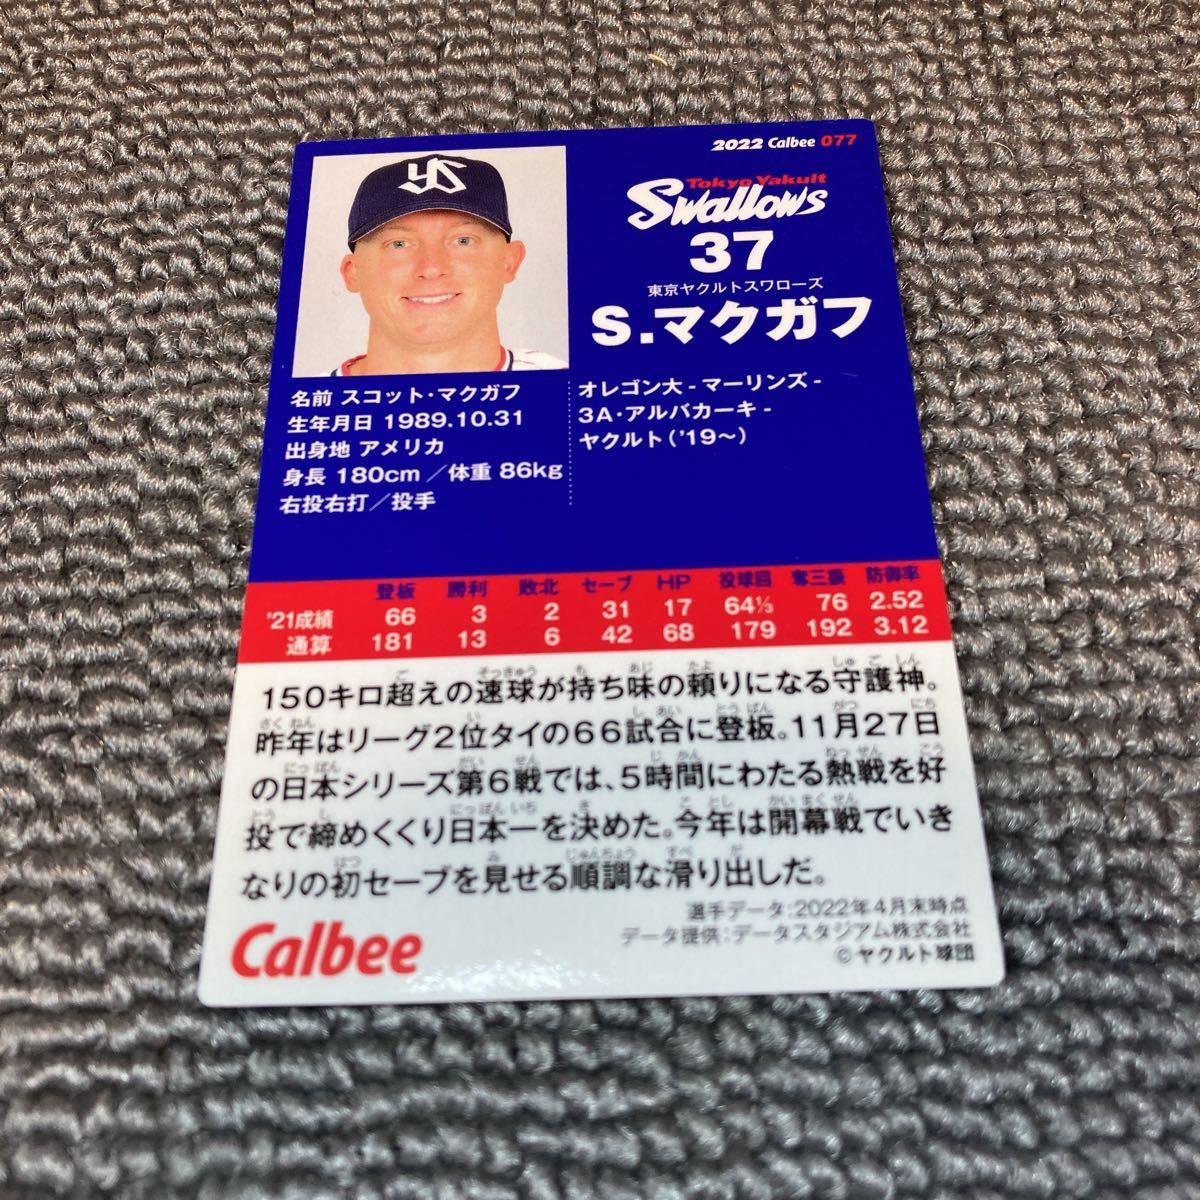 2022 Calbee 077
YS
Tokyo Yakult
Swallows
37
東京ヤクルトスワローズ
S.マクガフ
名前 スコット・マクガフ
生年月日 1989.10.31
出身地 アメリカ
身長 180cm／体重 86kg
右投右打／投手
オレゴン大 - マーリンズ -
3A・アルバカーキ -
ヤクルト（'19～）
登板 勝利 敗北 セーブ HP 投球回 奪三振 防御率
'21成績 66 3 2 31 17 64⅓ 76 2.52
通算 181 13 6 42 68 179 192 3.12
150キロ超えの速球が持ち味の頼りになる守護神。
昨年はリーグ2位タイの66試合に登板。11月27日
の日本シリーズ第6戦では、5時間にわたる熱戦を好
投で締めくくり日本一を決めた。今年は開幕戦でいき
なりの初セーブを見せる順調な滑り出しだ。
選手データ：2022年4月末時点
データ提供：データスタジアム株式会社
©ヤクルト球団
Calbee